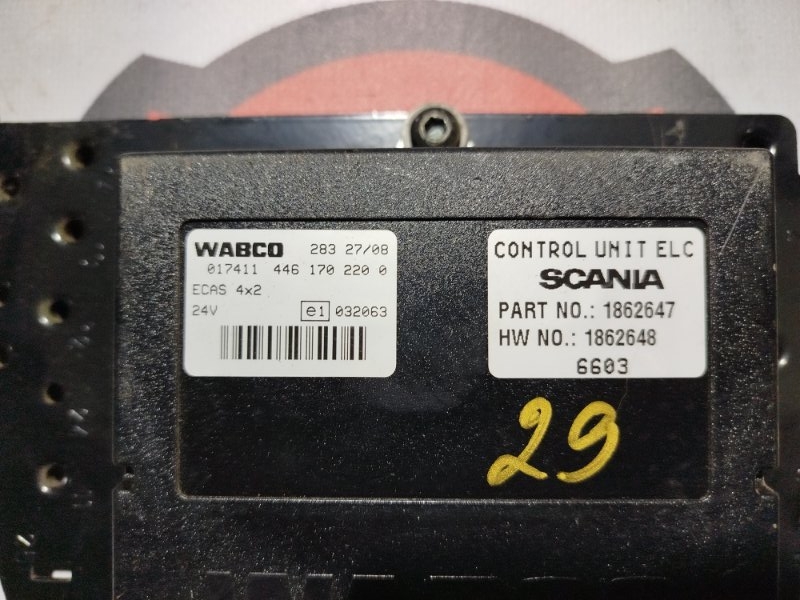 WABCO 283 27/08
017411 446 170 220 0
ECAS 4x2
24V e1 032063
CONTROL UNIT ELC
SCANIA
PART NO.: 1862647
HW NO.: 1862648
6603
29